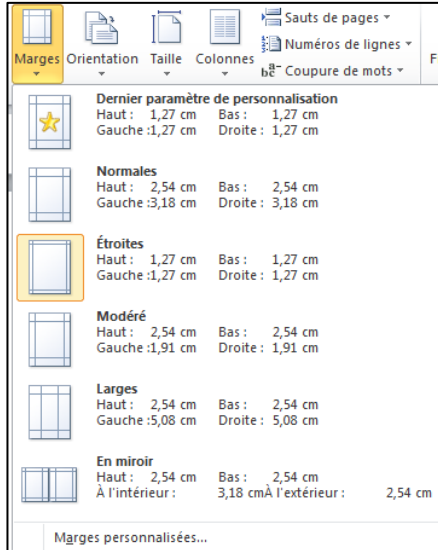 Sauts de pages
Numéros de lignes
Marges Orientation Taille Colonnes
bc Coupure de mots
F
Dernier paramètre de personnalisation
Haut : 1,27 cm Bas : 1,27 cm
Gauche :1,27 cm Droite : 1,27 cm
Normales
Haut : 2,54 cm Bas : 2,54 cm
Gauche :3,18 cm Droite : 3,18 cm
Étroites
Haut : 1,27 cm Bas : 1,27 cm
Gauche :1,27 cm Droite : 1,27 cm
Modéré
Haut : 2,54 cm Bas : 2,54 cm
Gauche :1,91 cm Droite : 1,91 cm
Larges
Haut : 2,54 cm Bas : 2,54 cm
Gauche :5,08 cm Droite : 5,08 cm
En miroir
Haut : 2,54 cm Bas : 2,54 cm
À l'intérieur : 3,18 cmÀ l'extérieur : 2,54 cm
Marges personnalisées...